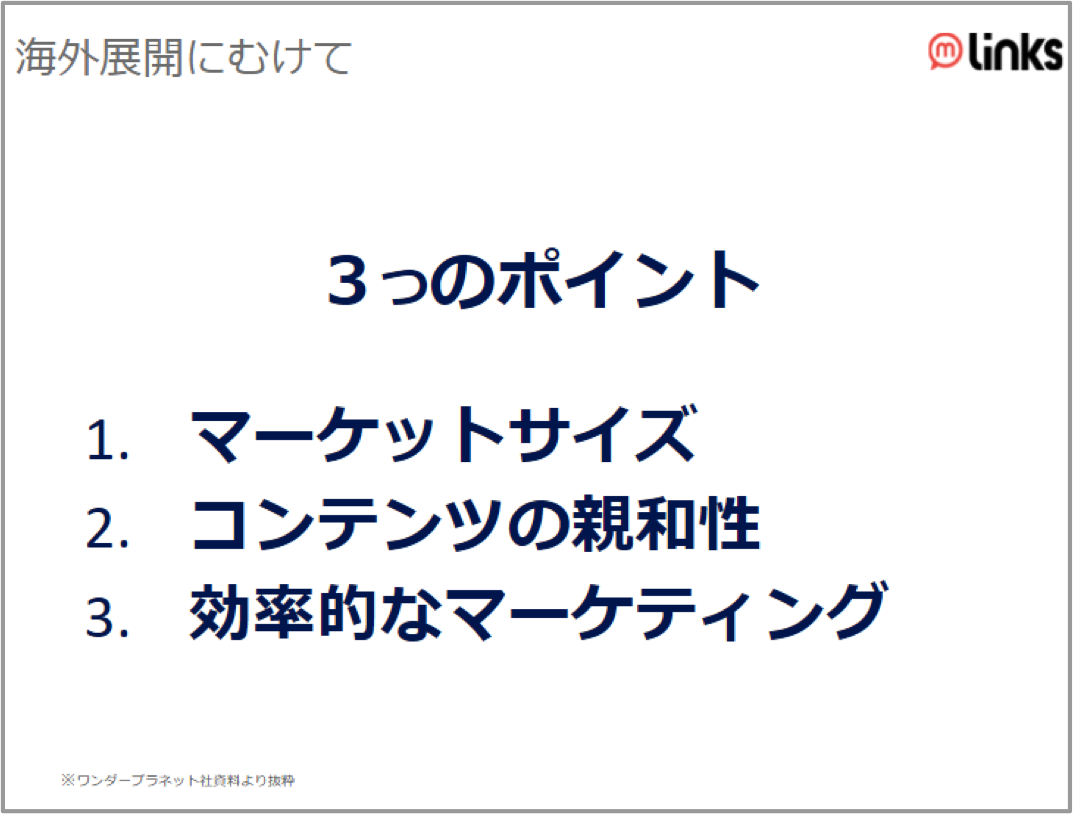 海外展開にむけて
m links
３つのポイント
1. マーケットサイズ
2. コンテンツの親和性
3. 効率的なマーケティング
※ワンダープラネット社資料より抜粋